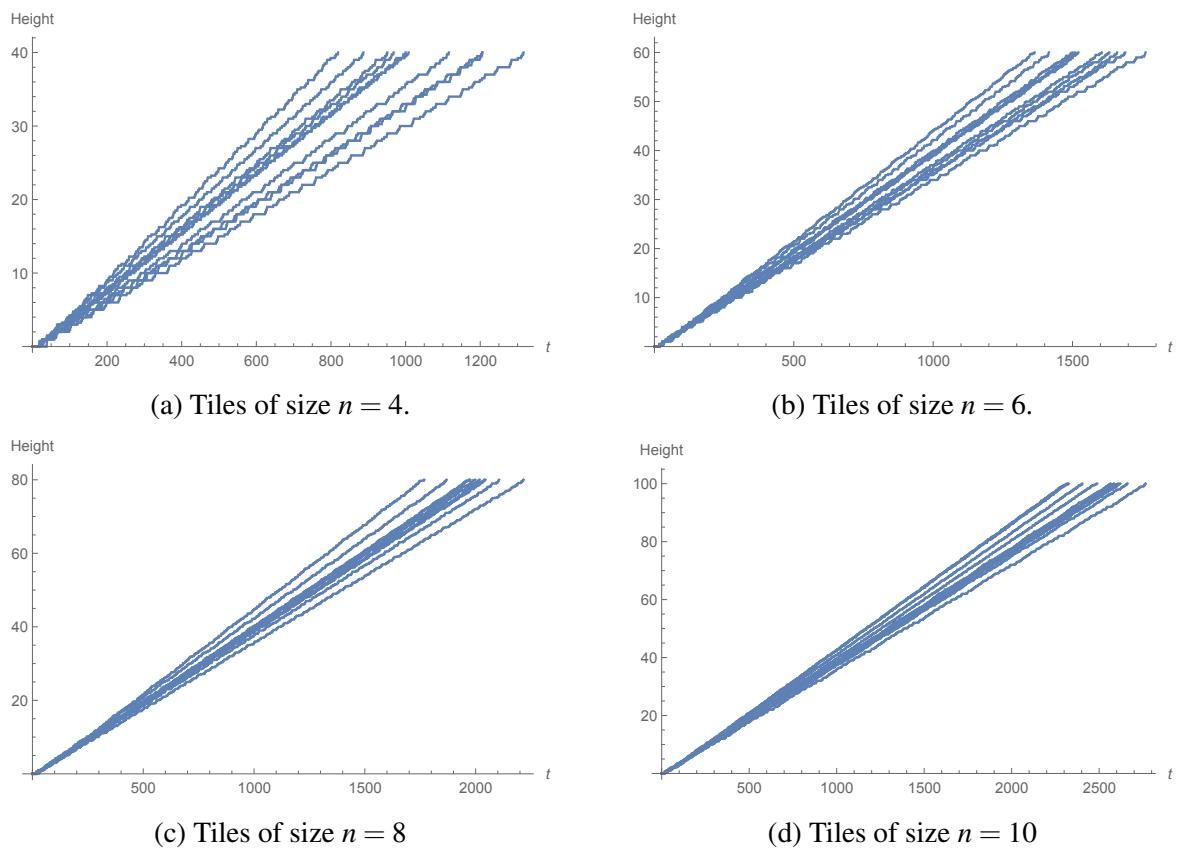 Height
40
30
20
10
200 400 600 800 1000 1200 t
(a) Tiles of size n = 4.
Height
60
50
40
30
20
10
500 1000 1500 t
(b) Tiles of size n = 6.
Height
80
60
40
20
500 1000 1500 2000 t
(c) Tiles of size n = 8
Height
100
80
60
40
20
500 1000 1500 2000 2500 t
(d) Tiles of size n = 10